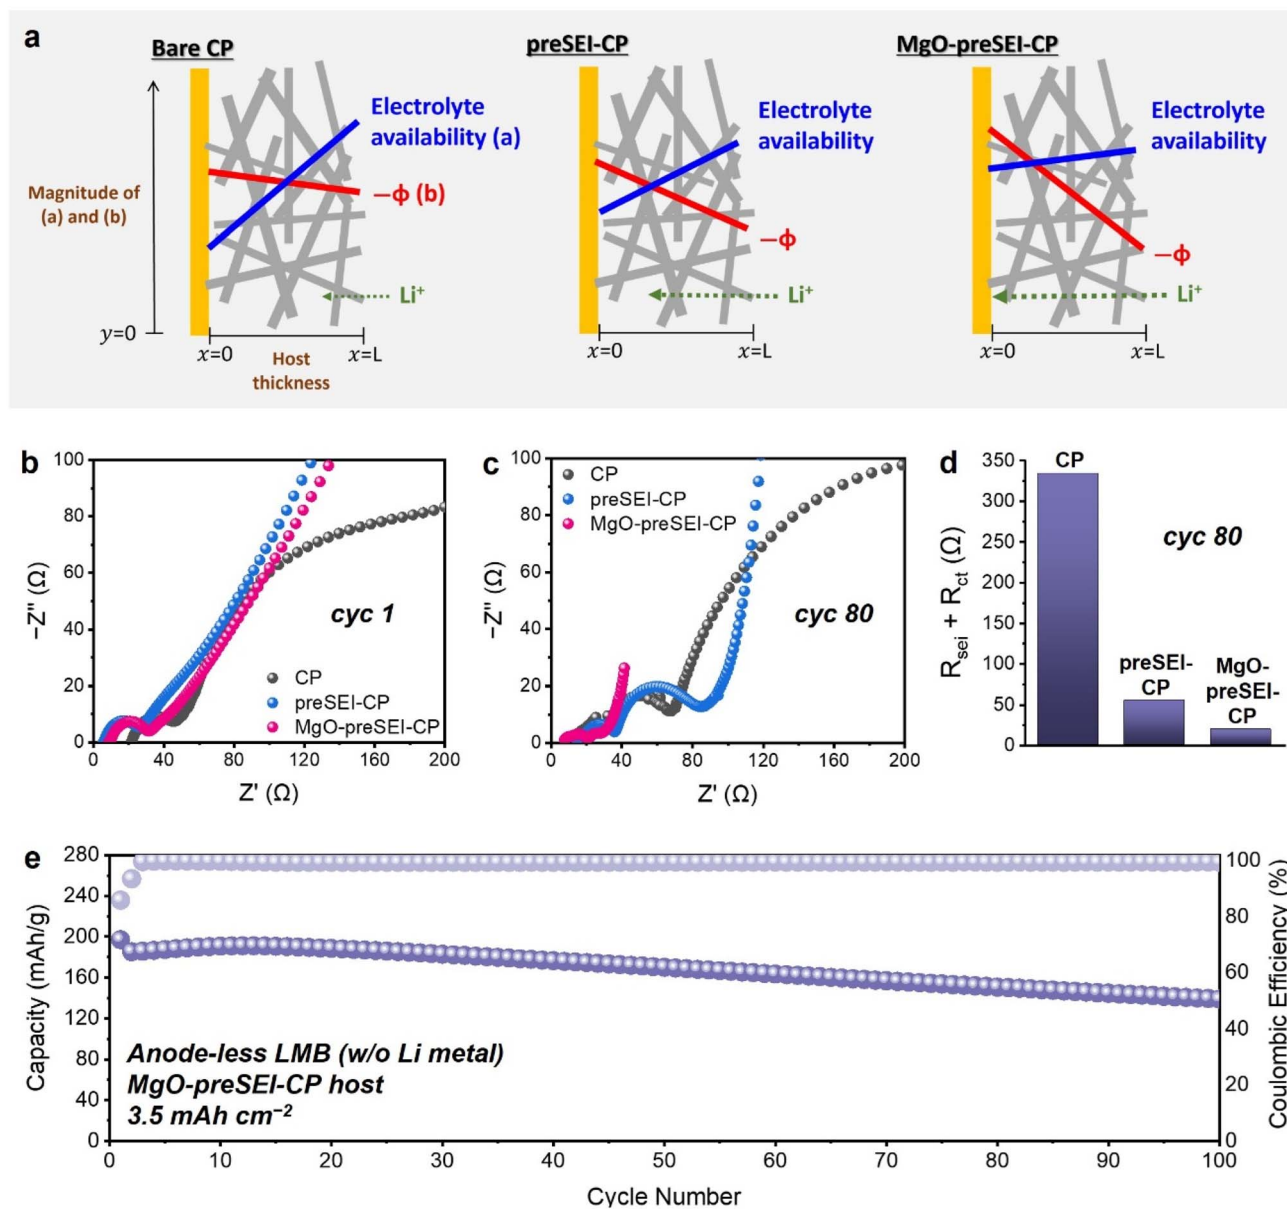 a
Bare CP
preSEI-CP
MgO-preSEI-CP
Electrolyte
availability (a)
Electrolyte
availability
Electrolyte
availability
Magnitude of
(a) and (b)
−ϕ (b)
−ϕ
−ϕ
Li⁺
Li⁺
Li⁺
y=0
x=0
Host
thickness
x=L
x=0
x=L
x=0
x=L
b
100
80
60
40
20
0
−Z" (Ω)
cyc 1
CP
preSEI-CP
MgO-preSEI-CP
0 40 80 120 160 200
Z' (Ω)
c
100
80
60
40
20
0
−Z" (Ω)
CP
preSEI-CP
MgO-preSEI-CP
cyc 80
0 40 80 120 160 200
Z' (Ω)
d
350
300
250
200
150
100
50
0
Rsei + Rct (Ω)
CP
cyc 80
preSEI-
CP
MgO-
preSEI-
CP
e
280
240
200
160
120
80
40
0
Capacity (mAh/g)
Anode-less LMB (w/o Li metal)
MgO-preSEI-CP host
3.5 mAh cm⁻²
100
80
60
40
20
0
Coulombic Efficiency (%)
0 10 20 30 40 50 60 70 80 90 100
Cycle Number